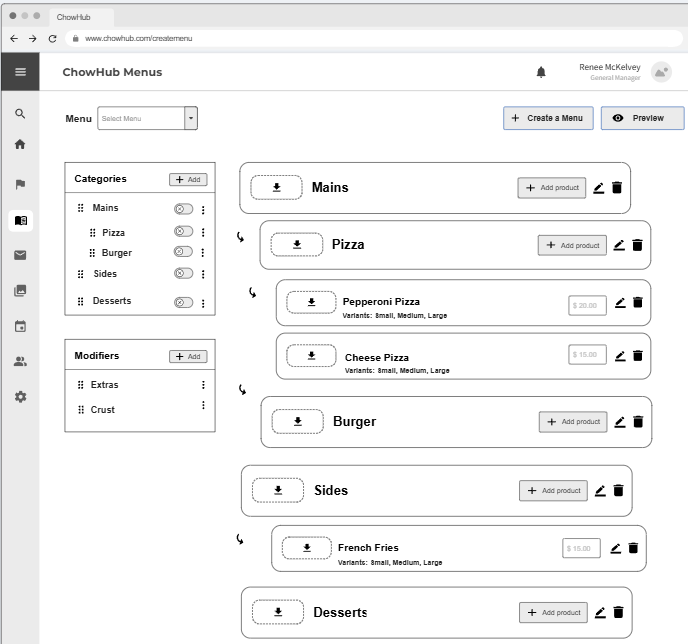 ChowHub
www.chowhub.com/createmenu
ChowHub Menus
Renee McKelvey
General Manager
Menu Select Menu
Create a Menu
Preview
Categories Add
Mains
Pizza
Burger
Sides
Desserts
Modifiers Add
Extras
Crust
Mains Add product
Pizza Add product
Pepperoni Pizza
Variants: Small, Medium, Large
$ 20.00
Cheese Pizza
Variants: Small, Medium, Large
$ 15.00
Burger Add product
Sides Add product
French Fries
Variants: Small, Medium, Large
$ 15.00
Desserts Add product